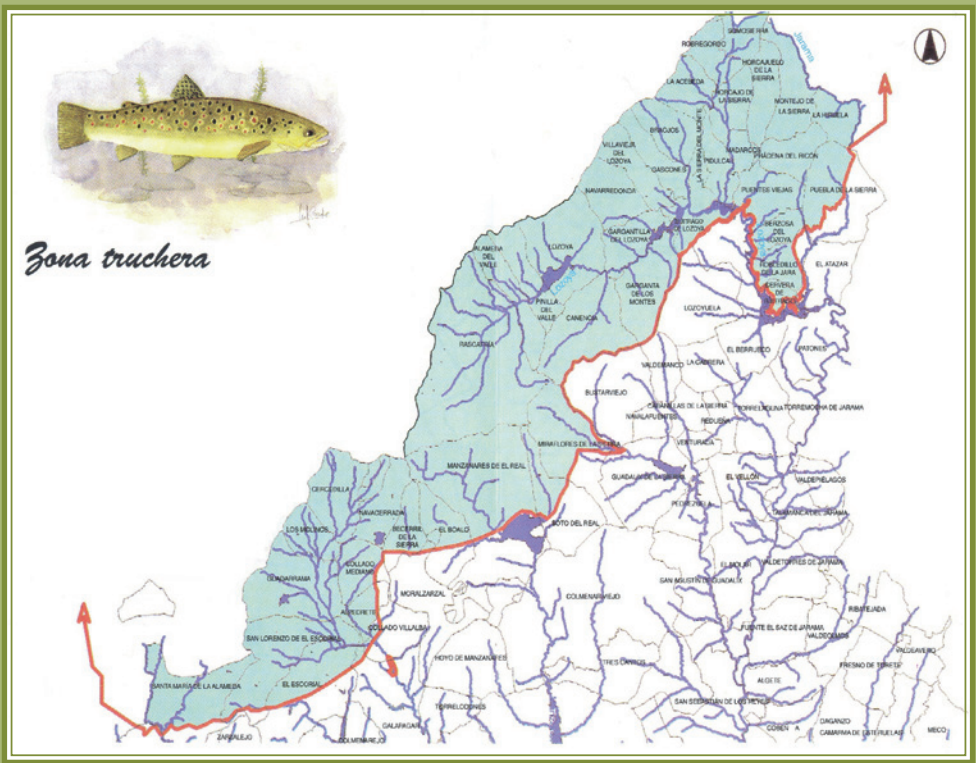 Zona truchera
SOMOSIERRA
ROBREGORDO
Jarama
HORCAJUELO
DE LA
SIERRA
LA ACEBEDA
HORCAJO DE
LA SIERRA
MONTEJO DE
LA SIERRA
LA HIRUELA
BRAOJOS
LA SIERRA DEL MONTE
MADARCOS
PRÁDENA DEL RICÓN
VILLAVIEJA
DEL
LOZOYA
GASCONES
PIÑUÉCAR
NAVARREDONDA
PUENTES VIEJAS
PUEBLA DE LA SIERRA
GARGANTILLA
DEL LOZOYA
BUITRAGO
DE LOZOYA
BERZOSA
DEL
LOZOYA
ALAMEDA
DEL
VALLE
LOZOYA
Lozoya
ROBLEDILLO
DE LA JARA
EL ATAZAR
CERVERA
DE
BUITRAGO
GARGANTA
DE LOS
MONTES
PINILLA
DEL
VALLE
CANENCIA
LOZOYUELA
RASCAFRÍA
EL BERRUECO
PATONES
VALDEMANCO
LA CABRERA
BUSTARVIEJO
CABANILLAS DE LA SIERRA
NAVALAFUENTES
REDUEÑA
TORRELAGUNA
TORREMOCHA DE JARAMA
MIRAFLORES DE LA SIERRA
VENTURADA
MANZANARES DE EL REAL
GUADALIX DE LA SIERRA
EL VELLÓN
VALDEPIÉLAGOS
CERCEDILLA
PEDREZUELA
TALAMANCA DEL JARAMA
NAVACERRADA
LOS MOLINOS
BECERRIL
DE LA
SIERRA
EL BOALO
SOTO DEL REAL
COLLADO
MEDIANO
GUADARRAMA
EL MOLAR
VALDETORRES DE JARAMA
SAN AGUSTÍN DE GUADALIX
MORALZARZAL
COLMENAR VIEJO
ALPEDRETE
RIBATEJADA
COLLADO VILLALBA
FUENTE EL SAZ DE JARAMA
VALDEOLMOS
SAN LORENZO DE EL ESCORIAL
VALDEAVERO
HOYO DE MANZANARES
TRES CANTOS
FRESNO DE TOROTE
SANTA MARÍA DE LA ALAMEDA
EL ESCORIAL
ALGETE
TORRELODONES
SAN SEBASTIÁN DE LOS REYES
GALAPAGAR
COBEÑA
DAGANZO
ZARZALEJO
COLMENAREJO
CAMARMA DE ESTERUELAS
MECO